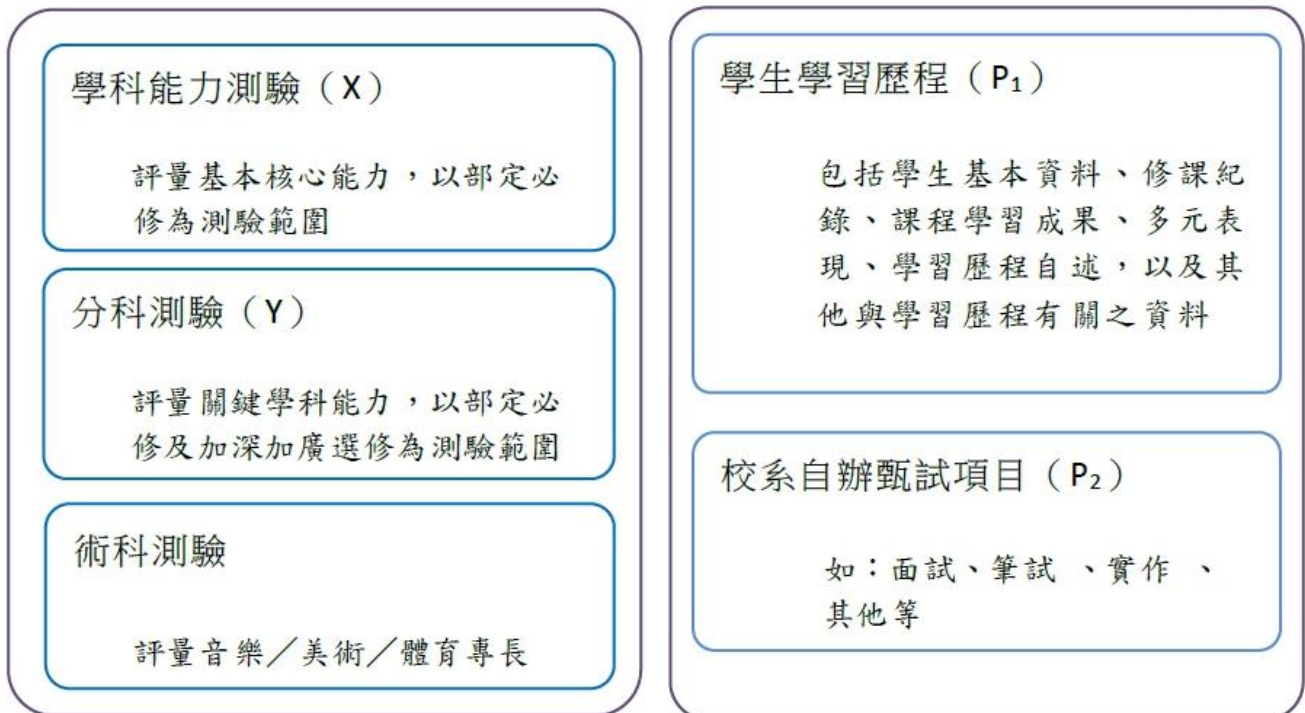 學科能力測驗（X）
評量基本核心能力，以部定必
修為測驗範圍
分科測驗（Y）
評量關鍵學科能力，以部定必
修及加深加廣選修為測驗範圍
術科測驗
評量音樂／美術／體育專長
學生學習歷程（P₁）
包括學生基本資料、修課紀
錄、課程學習成果、多元表
現、學習歷程自述，以及其
他與學習歷程有關之資料
校系自辦甄試項目（P₂）
如：面試、筆試 、實作 、
其他等